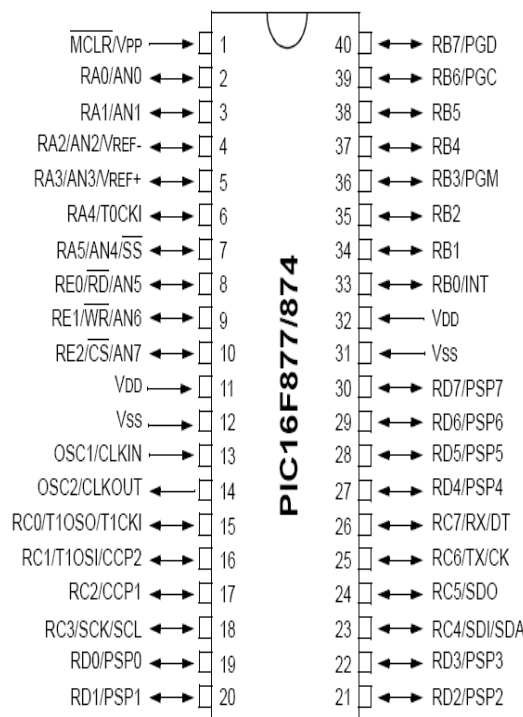 MCLR/VPP 1 40 RB7/PGD
RA0/AN0 2 39 RB6/PGC
RA1/AN1 3 38 RB5
RA2/AN2/VREF- 4 37 RB4
RA3/AN3/VREF+ 5 36 RB3/PGM
RA4/T0CKI 6 35 RB2
RA5/AN4/SS 7 34 RB1
RE0/RD/AN5 8 33 RB0/INT
RE1/WR/AN6 9 32 VDD
RE2/CS/AN7 10 31 VSS
VDD 11 30 RD7/PSP7
VSS 12 29 RD6/PSP6
OSC1/CLKIN 13 28 RD5/PSP5
OSC2/CLKOUT 14 27 RD4/PSP4
RC0/T1OSO/T1CKI 15 26 RC7/RX/DT
RC1/T1OSI/CCP2 16 25 RC6/TX/CK
RC2/CCP1 17 24 RC5/SDO
RC3/SCK/SCL 18 23 RC4/SDI/SDA
RD0/PSP0 19 22 RD3/PSP3
RD1/PSP1 20 21 RD2/PSP2
PIC16F877/874